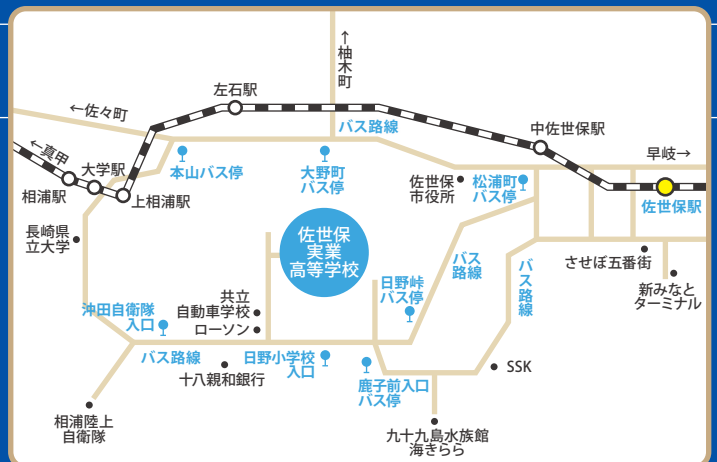 ↑柚木町
左石駅
←佐々町
バス路線
中佐世保駅
←真申
早岐→
大学駅
本山バス停
大野町
バス停
佐世保
市役所
松浦町
バス停
相浦駅
上相浦駅
佐世保駅
長崎県
立大学
佐世保
実業
高等学校
バス
路線
バス路線
させぼ五番街
日野峠
バス停
新みなと
ターミナル
共立
自動車学校
沖田自衛隊
入口
ローソン
バス路線
日野小学校
入口
十八親和銀行
鹿子前入口
バス停
SSK
相浦陸上
自衛隊
九十九島水族館
海きらら